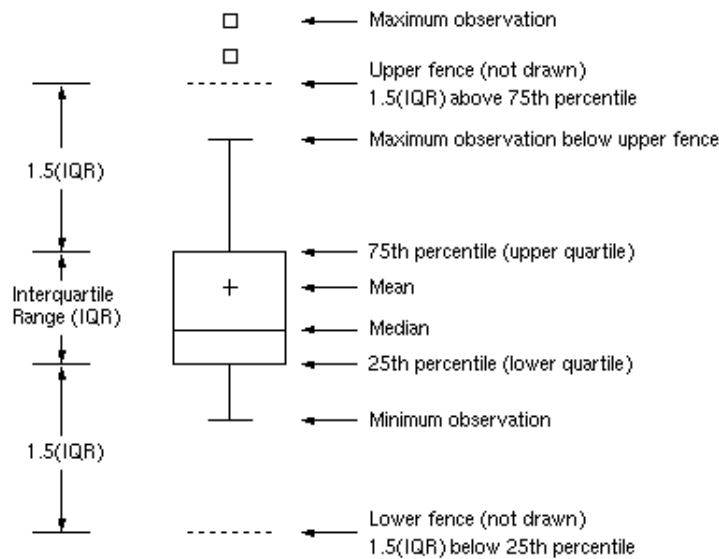 Maximum observation
Upper fence (not drawn)
1.5(IQR) above 75th percentile
Maximum observation below upper fence
1.5(IQR)
75th percentile (upper quartile)
Mean
Interquartile
Range (IQR)
Median
25th percentile (lower quartile)
Minimum observation
1.5(IQR)
Lower fence (not drawn)
1.5(IQR) below 25th percentile